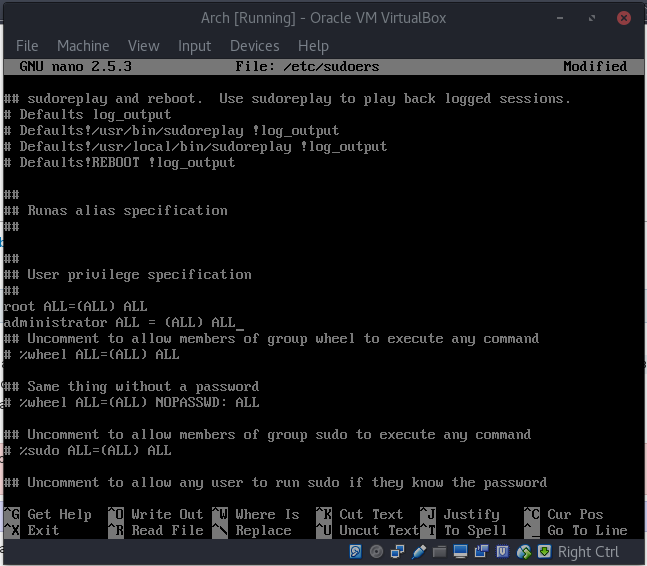 Arch [Running] - Oracle VM VirtualBox
File Machine View Input Devices Help
GNU nano 2.5.3 File: /etc/sudoers Modified
## sudoreplay and reboot.  Use sudoreplay to play back logged sessions.
# Defaults log_output
# Defaults!/usr/bin/sudoreplay !log_output
# Defaults!/usr/local/bin/sudoreplay !log_output
# Defaults!REBOOT !log_output
##
## Runas alias specification
##
##
## User privilege specification
##
root ALL=(ALL) ALL
administrator ALL = (ALL) ALL_
## Uncomment to allow members of group wheel to execute any command
# %wheel ALL=(ALL) ALL
## Same thing without a password
# %wheel ALL=(ALL) NOPASSWD: ALL
## Uncomment to allow members of group sudo to execute any command
# %sudo ALL=(ALL) ALL
## Uncomment to allow any user to run sudo if they know the password
^G Get Help ^O Write Out ^W Where Is ^K Cut Text ^J Justify ^C Cur Pos
^X Exit ^R Read File ^\ Replace ^U Uncut Text ^T To Spell ^_ Go To Line
Right Ctrl